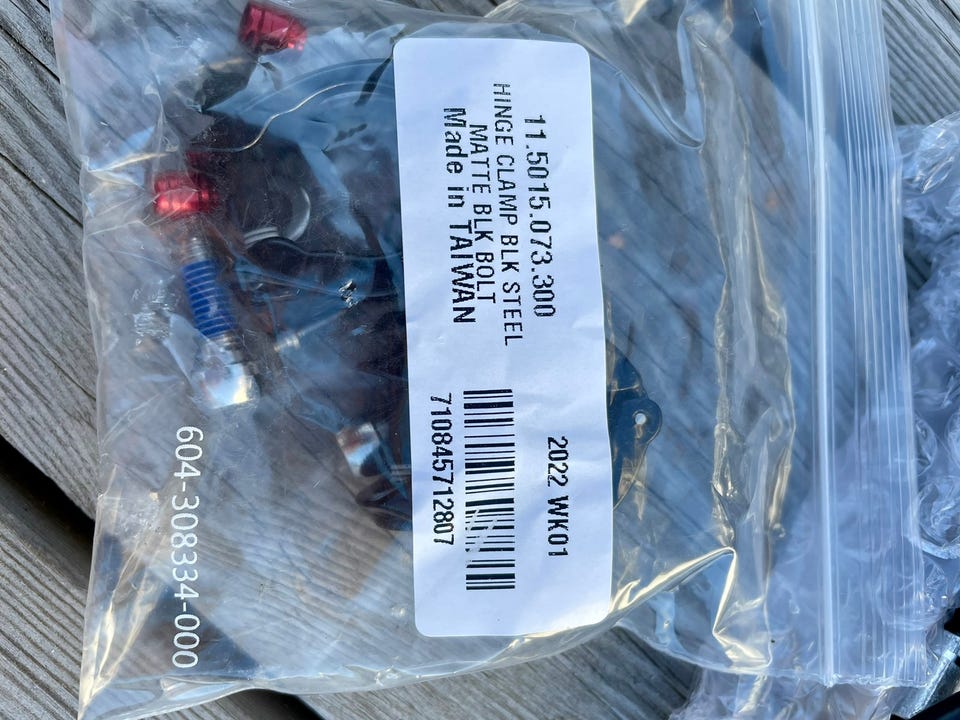 11.5015.073.300
HINGE CLAMP BLK STEEL
MATTE BLK BOLT
Made in TAIWAN
2022 WK01
710845712807
604-308334-000